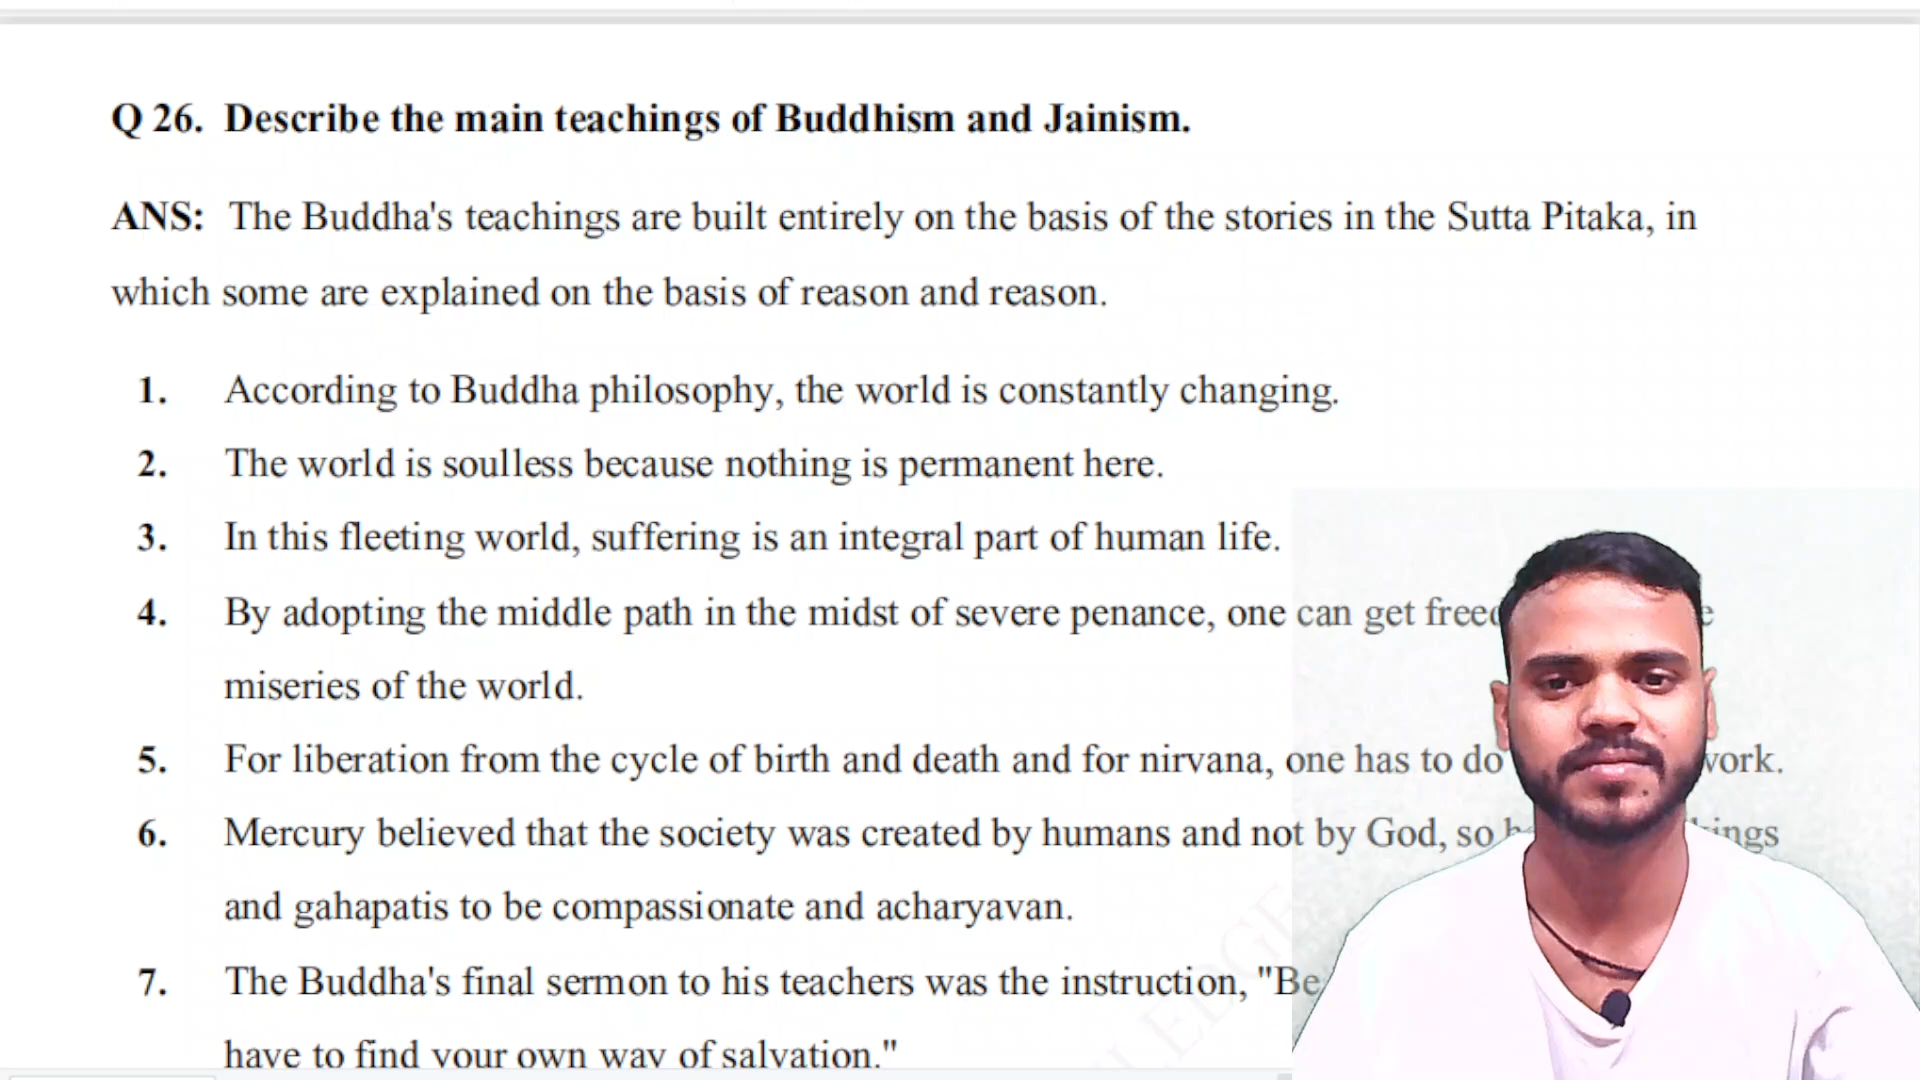 Q 26. Describe the main teachings of Buddhism and Jainism.
ANS: The Buddha's teachings are built entirely on the basis of the stories in the Sutta Pitaka, in
which some are explained on the basis of reason and reason.
1. According to Buddha philosophy, the world is constantly changing.
2. The world is soulless because nothing is permanent here.
3. In this fleeting world, suffering is an integral part of human life.
4. By adopting the middle path in the midst of severe penance, one can get
miseries of the world.
5. For liberation from the cycle of birth and death and for nirvana, one has to do work.
6. Mercury believed that the society was created by humans and not by God, so
and gahapatis to be compassionate and acharyavan.
7. The Buddha's final sermon to his teachers was the instruction, "Be
have to find your own way of salvation."